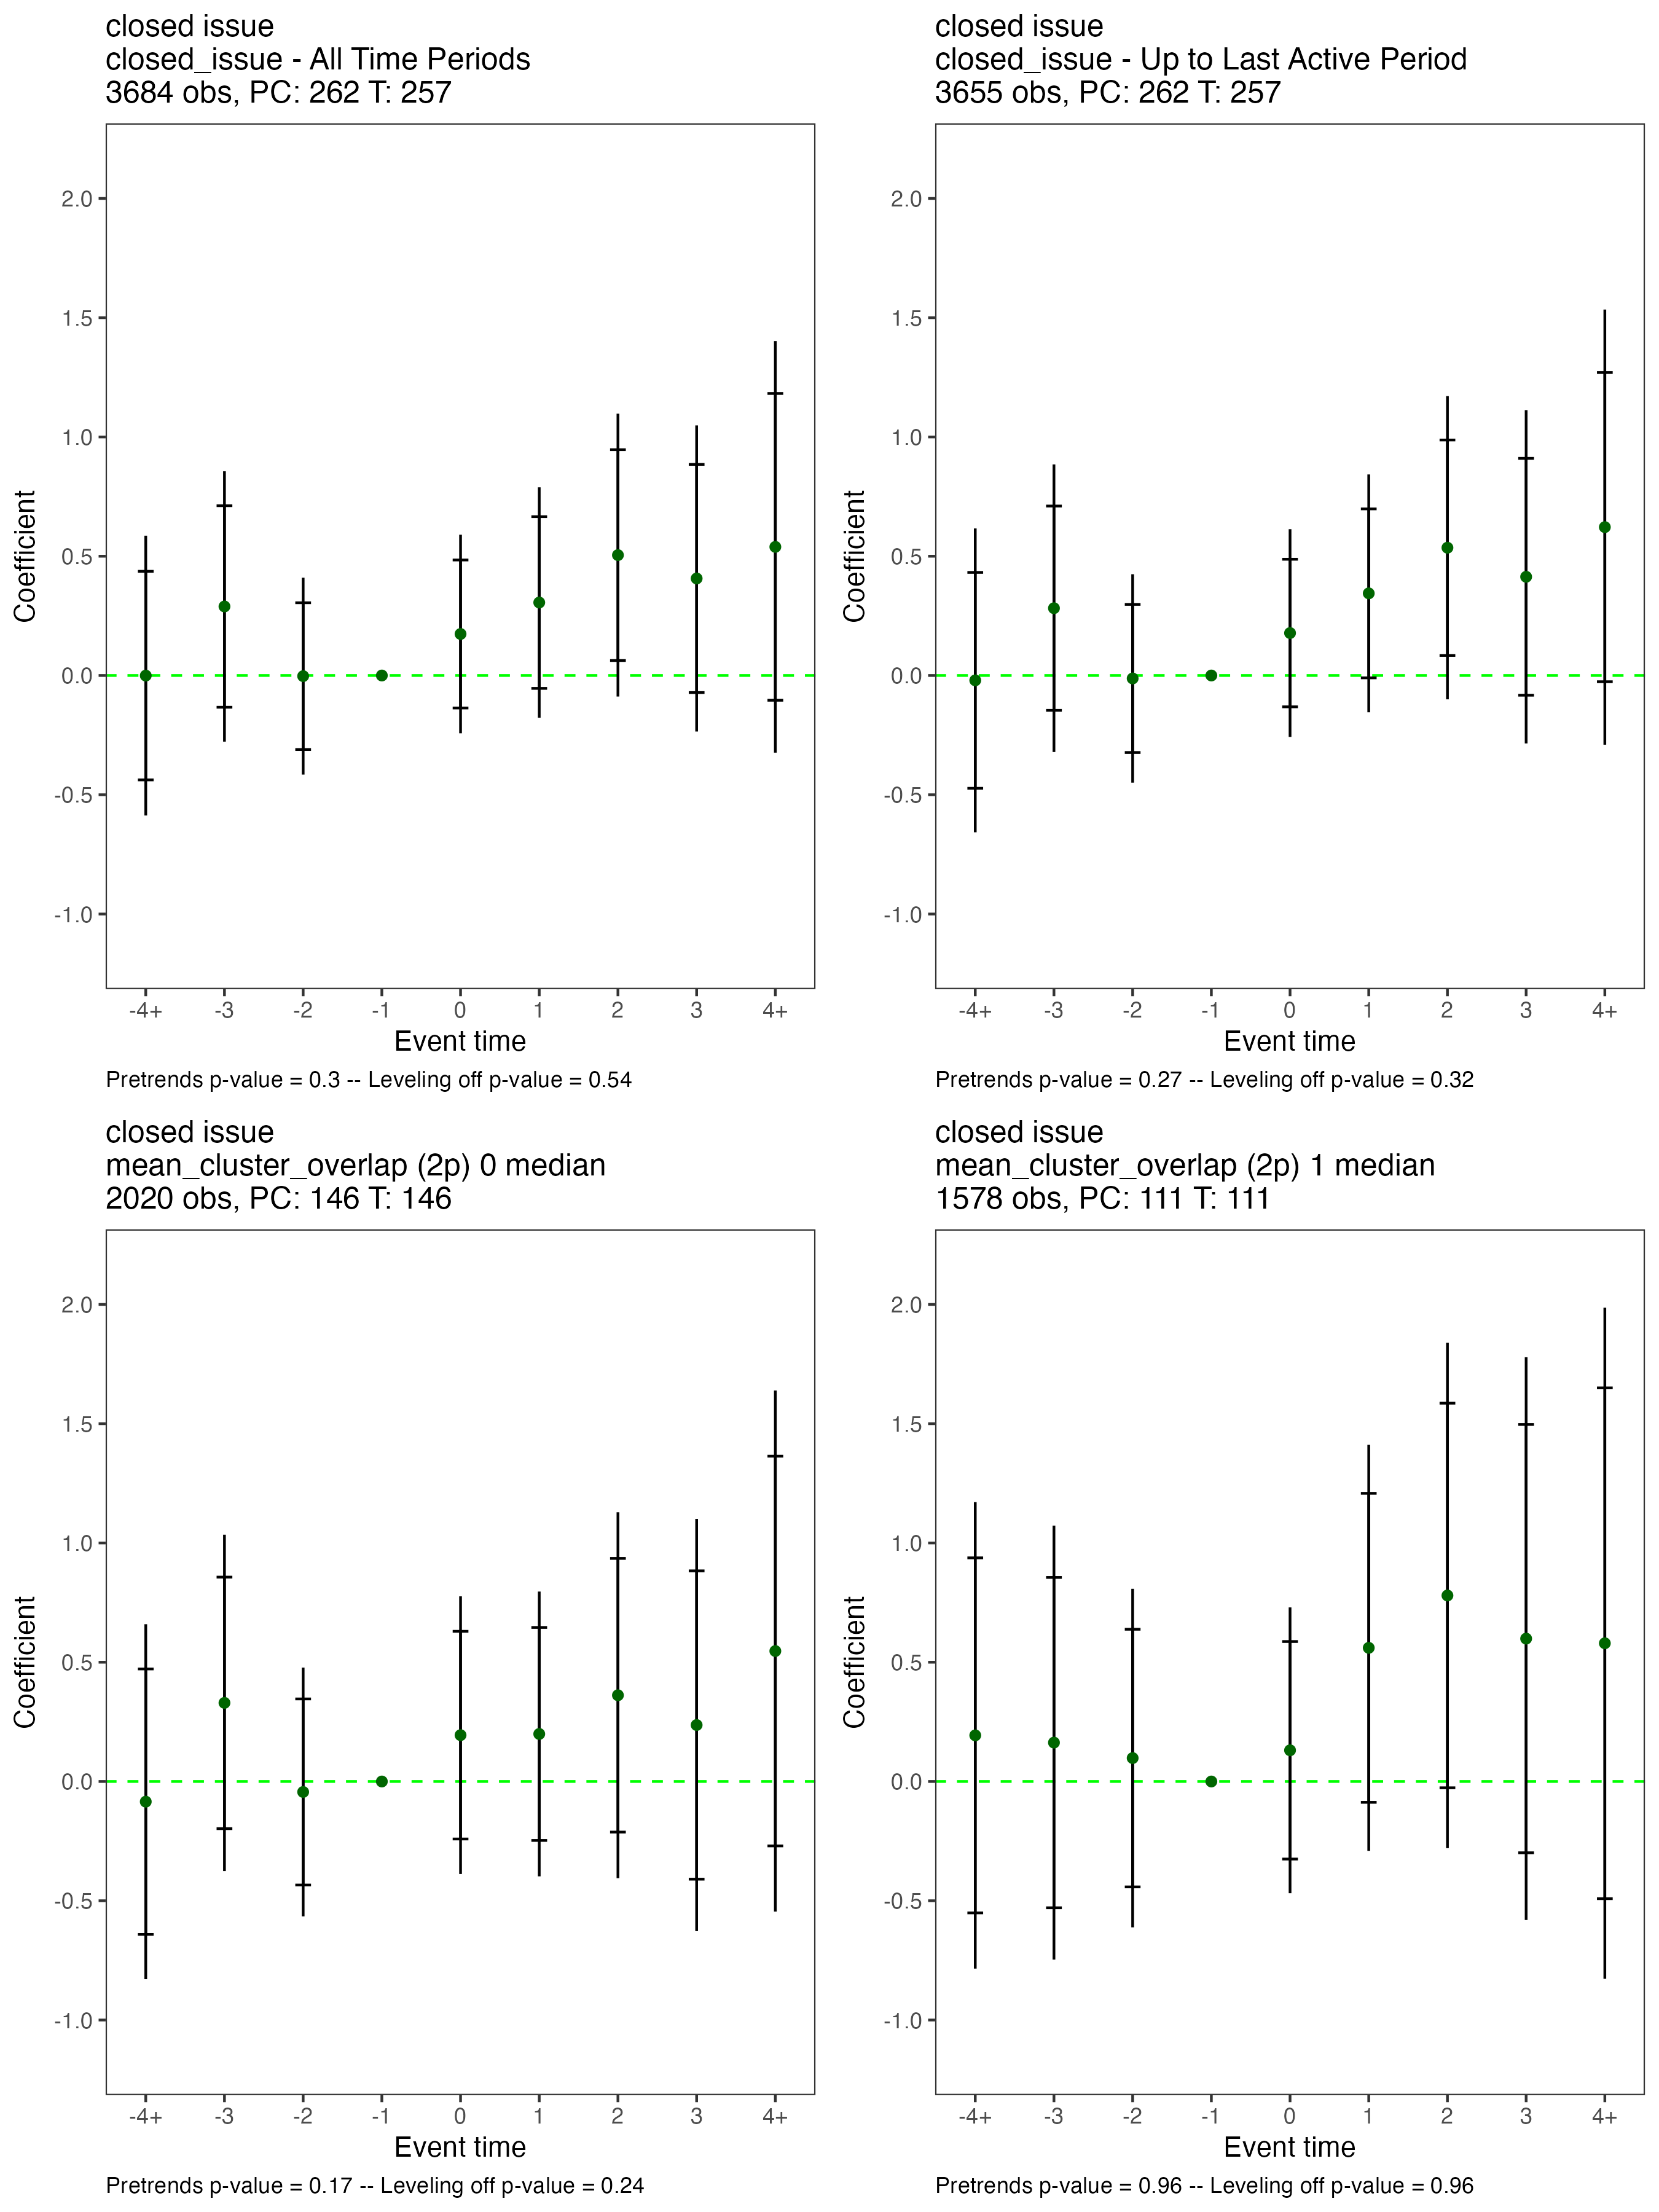 closed issue
closed_issue - All Time Periods
3684 obs, PC: 262 T: 257
Coefficient
2.0
1.5
1.0
0.5
0.0
-0.5
-1.0
-4+ -3 -2 -1 0 1 2 3 4+
Event time
Pretrends p-value = 0.3 -- Leveling off p-value = 0.54
closed issue
closed_issue - Up to Last Active Period
3655 obs, PC: 262 T: 257
Coefficient
2.0
1.5
1.0
0.5
0.0
-0.5
-1.0
-4+ -3 -2 -1 0 1 2 3 4+
Event time
Pretrends p-value = 0.27 -- Leveling off p-value = 0.32
closed issue
mean_cluster_overlap (2p) 0 median
2020 obs, PC: 146 T: 146
Coefficient
2.0
1.5
1.0
0.5
0.0
-0.5
-1.0
-4+ -3 -2 -1 0 1 2 3 4+
Event time
Pretrends p-value = 0.17 -- Leveling off p-value = 0.24
closed issue
mean_cluster_overlap (2p) 1 median
1578 obs, PC: 111 T: 111
Coefficient
2.0
1.5
1.0
0.5
0.0
-0.5
-1.0
-4+ -3 -2 -1 0 1 2 3 4+
Event time
Pretrends p-value = 0.96 -- Leveling off p-value = 0.96